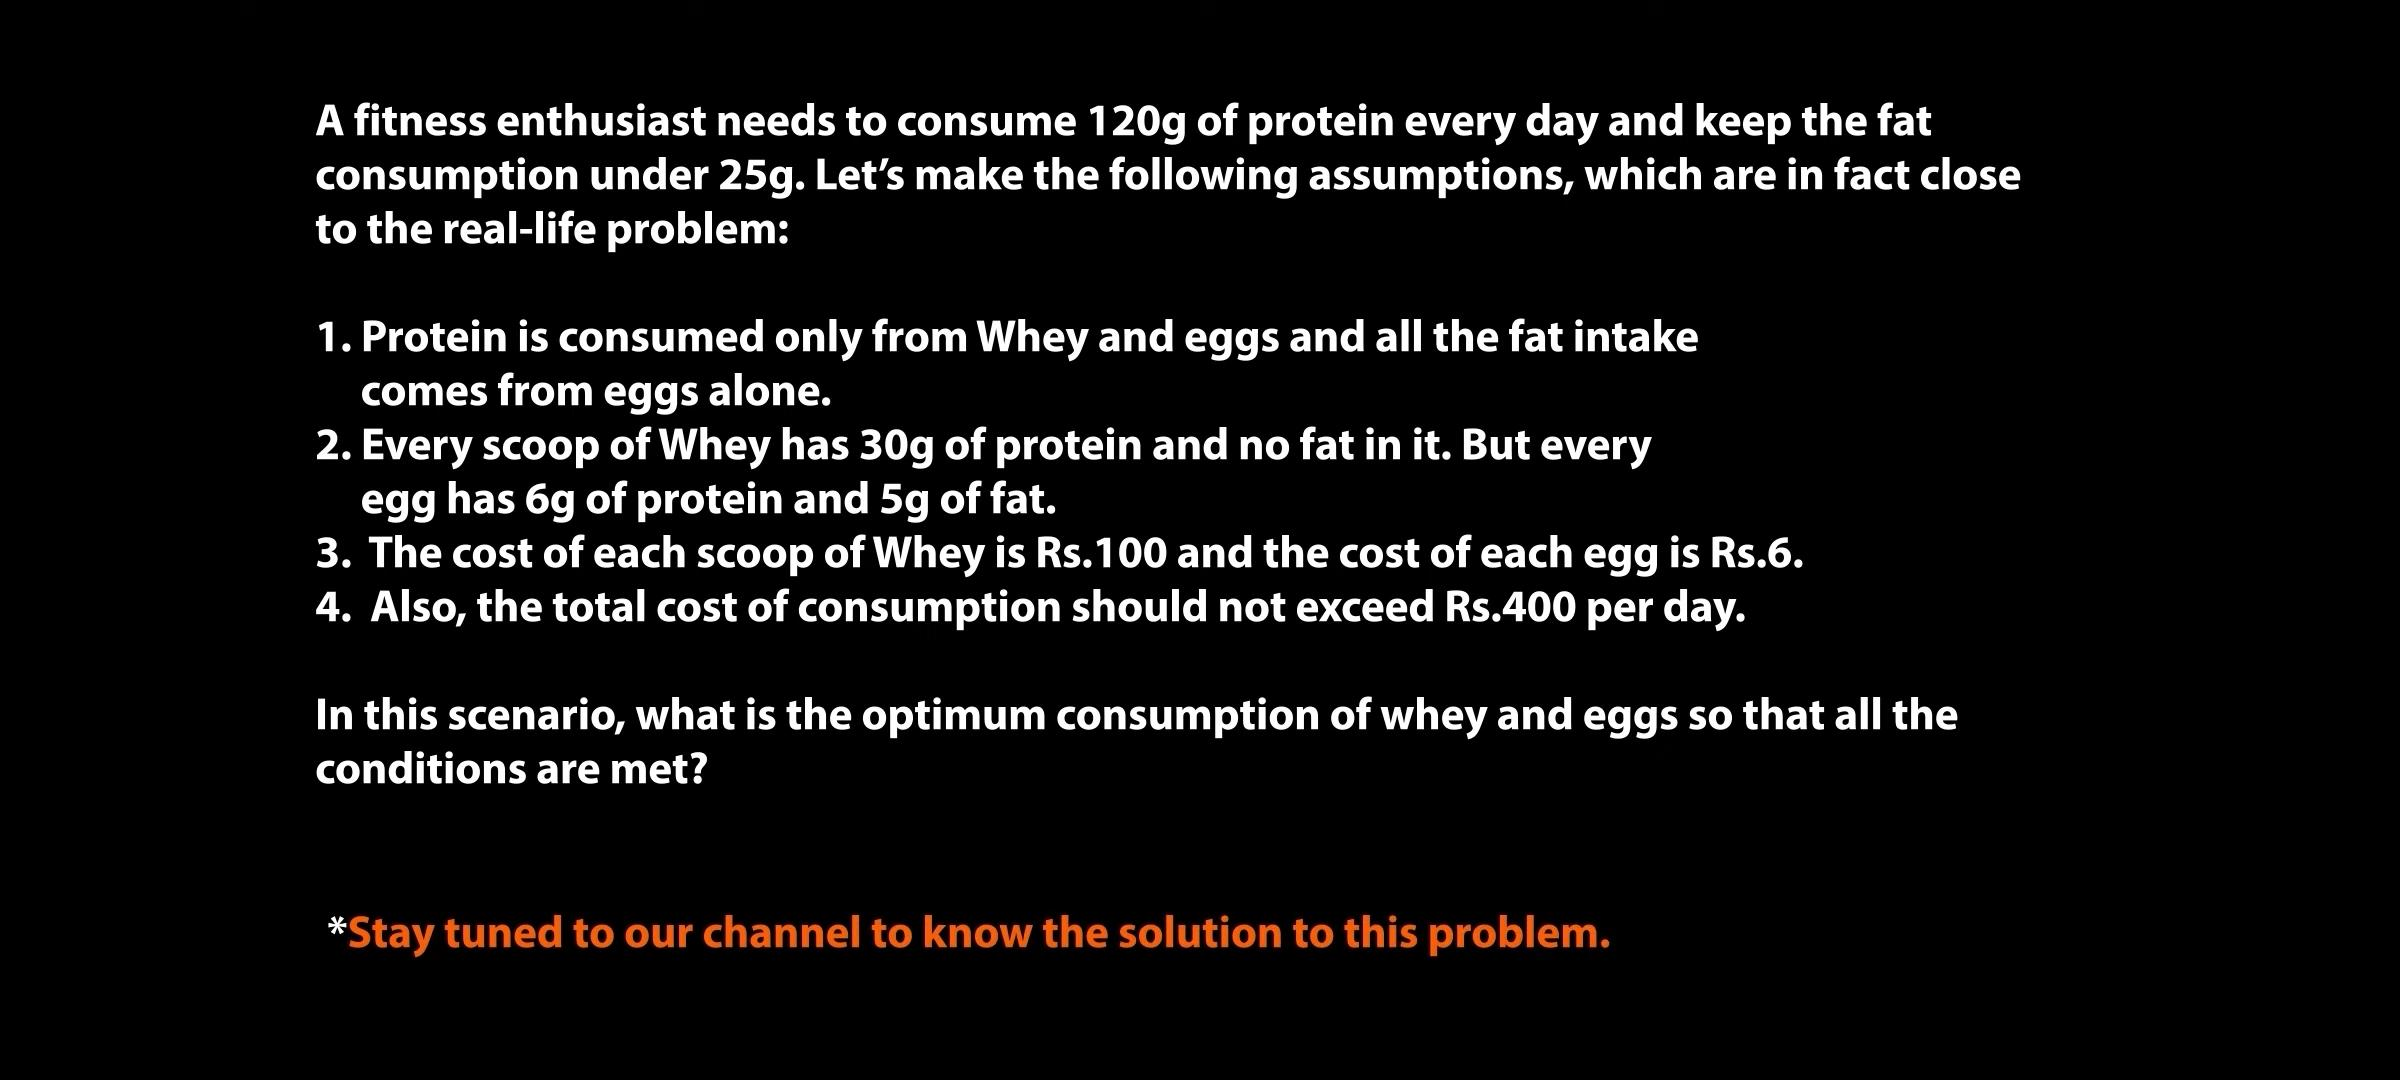 A fitness enthusiast needs to consume 120g of protein every day and keep the fat
consumption under 25g. Let’s make the following assumptions, which are in fact close
to the real-life problem:
1. Protein is consumed only from Whey and eggs and all the fat intake
comes from eggs alone.
2. Every scoop of Whey has 30g of protein and no fat in it. But every
egg has 6g of protein and 5g of fat.
3. The cost of each scoop of Whey is Rs.100 and the cost of each egg is Rs.6.
4. Also, the total cost of consumption should not exceed Rs.400 per day.
In this scenario, what is the optimum consumption of whey and eggs so that all the
conditions are met?
*Stay tuned to our channel to know the solution to this problem.